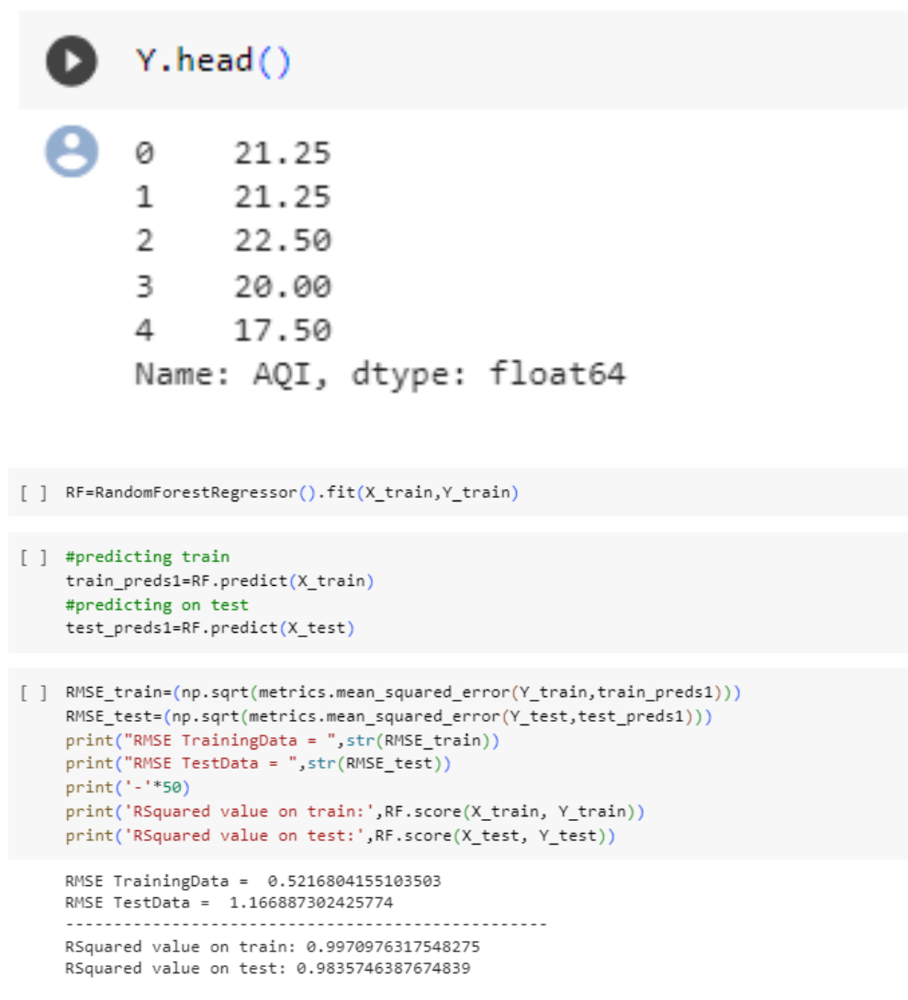 Y.head()
0 21.25
1 21.25
2 22.50
3 20.00
4 17.50
Name: AQI, dtype: float64
[ ] RF=RandomForestRegressor().fit(X_train,Y_train)
[ ] #predicting train
train_preds1=RF.predict(X_train)
#predicting on test
test_preds1=RF.predict(X_test)
[ ] RMSE_train=(np.sqrt(metrics.mean_squared_error(Y_train,train_preds1)))
RMSE_test=(np.sqrt(metrics.mean_squared_error(Y_test,test_preds1)))
print("RMSE TrainingData = ",str(RMSE_train))
print("RMSE TestData = ",str(RMSE_test))
print('-'*50)
print('RSquared value on train:',RF.score(X_train, Y_train))
print('RSquared value on test:',RF.score(X_test, Y_test))
RMSE TrainingData =  0.5216804155103503
RMSE TestData =  1.166887302425774
--------------------------------------------------
RSquared value on train: 0.9970976317548275
RSquared value on test: 0.9835746387674839